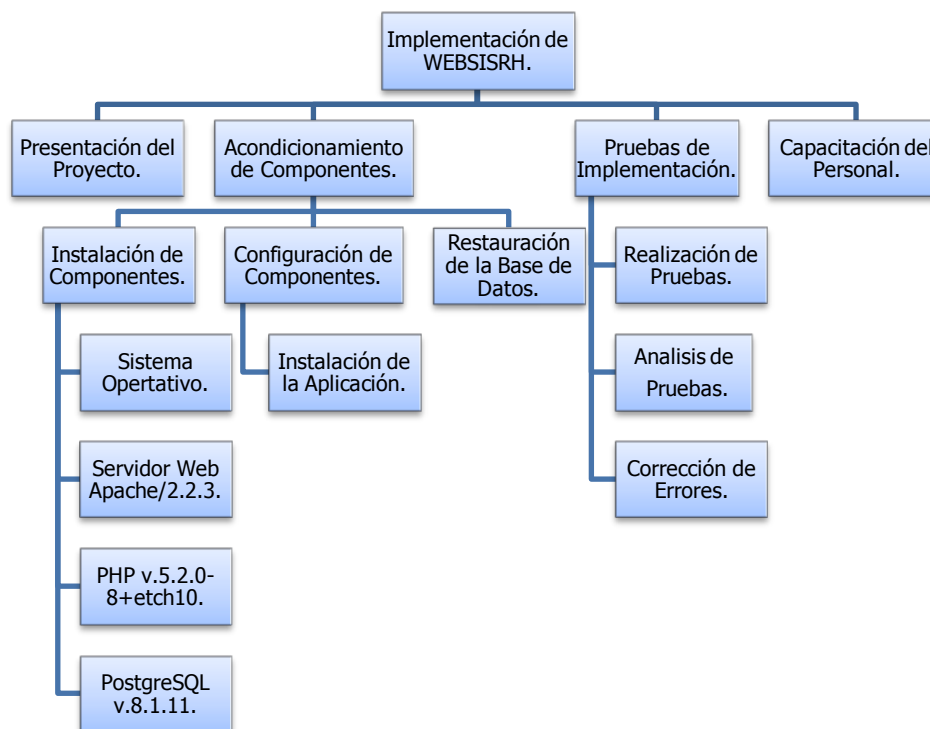 Implementación de
WEBSISRH.
Presentación del
Proyecto.
Acondicionamiento
de Componentes.
Pruebas de
Implementación.
Capacitación del
Personal.
Instalación de
Componentes.
Configuración de
Componentes.
Restauración
de la Base de
Datos.
Realización de
Pruebas.
Sistema
Opertativo.
Instalación de
la Aplicación.
Analisis de
Pruebas.
Servidor Web
Apache/2.2.3.
Corrección de
Errores.
PHP v.5.2.0-
8+etch10.
PostgreSQL
v.8.1.11.